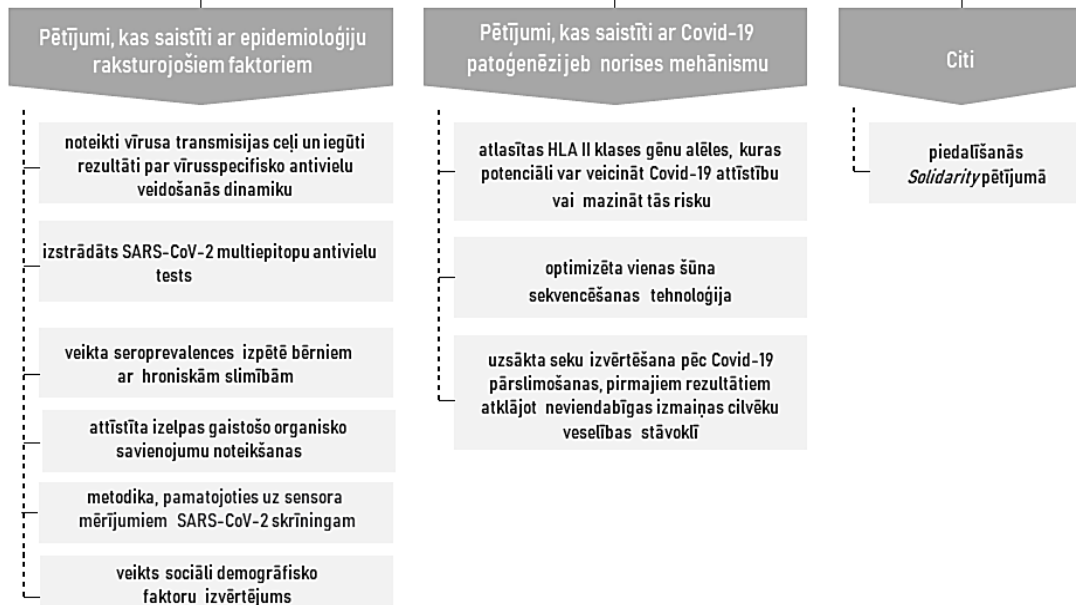 Pētījumi, kas saistīti ar epidemioloģiju
raksturojošiem faktoriem
noteikti vīrusa transmisijas ceļi un iegūti
rezultāti par vīrusspecifisko antivielu
veidošanās dinamiku
izstrādāts SARS-CoV-2 multiepitopu antivielu
tests
veikta seroprevalences izpētē bērniem
ar hroniskām slimībām
attīstīta izelpas gaistošo organisko
savienojumu noteikšanas
metodika, pamatojoties uz sensora
mērījumiem SARS-CoV-2 skrīningam
veikts sociāli demogrāfisko
faktoru izvērtējums
Pētījumi, kas saistīti ar Covid-19
patoģenēzi jeb norises mehānismu
atlasītas HLA II klases gēnu alēles, kuras
potenciāli var veicināt Covid-19 attīstību
vai mazināt tās risku
optimizēta vienas šūna
sekvencēšanas tehnoloģija
uzsākta seku izvērtēšana pēc Covid-19
pārslimošanas, pirmajiem rezultātiem
atklājot neviendabīgas izmaiņas cilvēku
veselības stāvoklī
Citi
piedalīšanās
Solidarity pētījumā